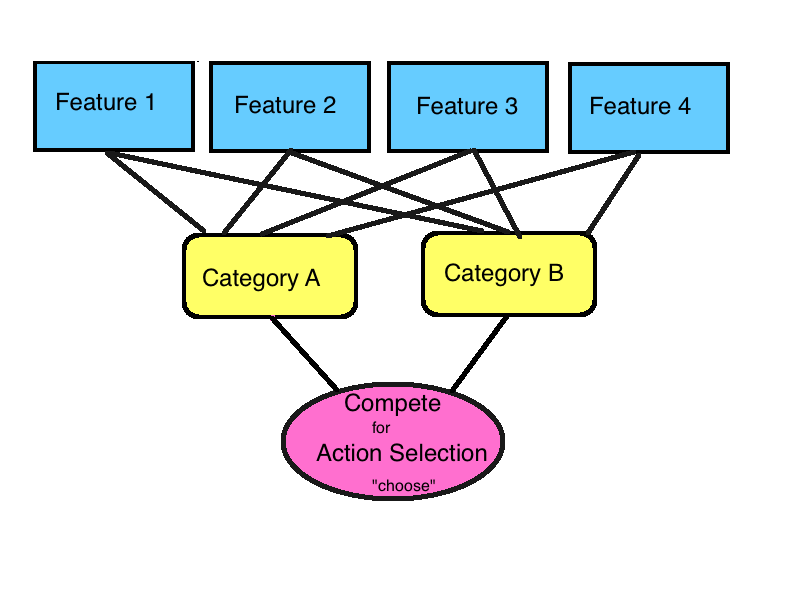 Feature 1
Feature 2
Feature 3
Feature 4
Category A
Category B
Compete
for
Action Selection
"choose"